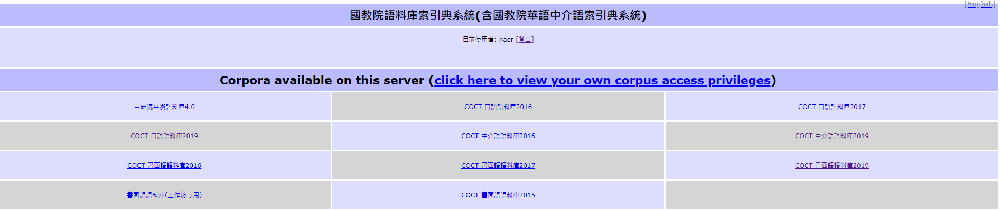 [English]
國教院語料庫索引典系統(含國教院華語中介語索引典系統)
目前使用者: naer [登出]
Corpora available on this server (click here to view your own corpus access privileges)
中研院平衡語料庫4.0
COCT 口語語料庫2016
COCT 口語語料庫2017
COCT 口語語料庫2019
COCT 中介語語料庫2016
COCT 中介語語料庫2019
COCT 書面語語料庫2016
COCT 書面語語料庫2017
COCT 書面語語料庫2019
書面語語料庫(工作坊專用)
COCT 書面語語料庫2015